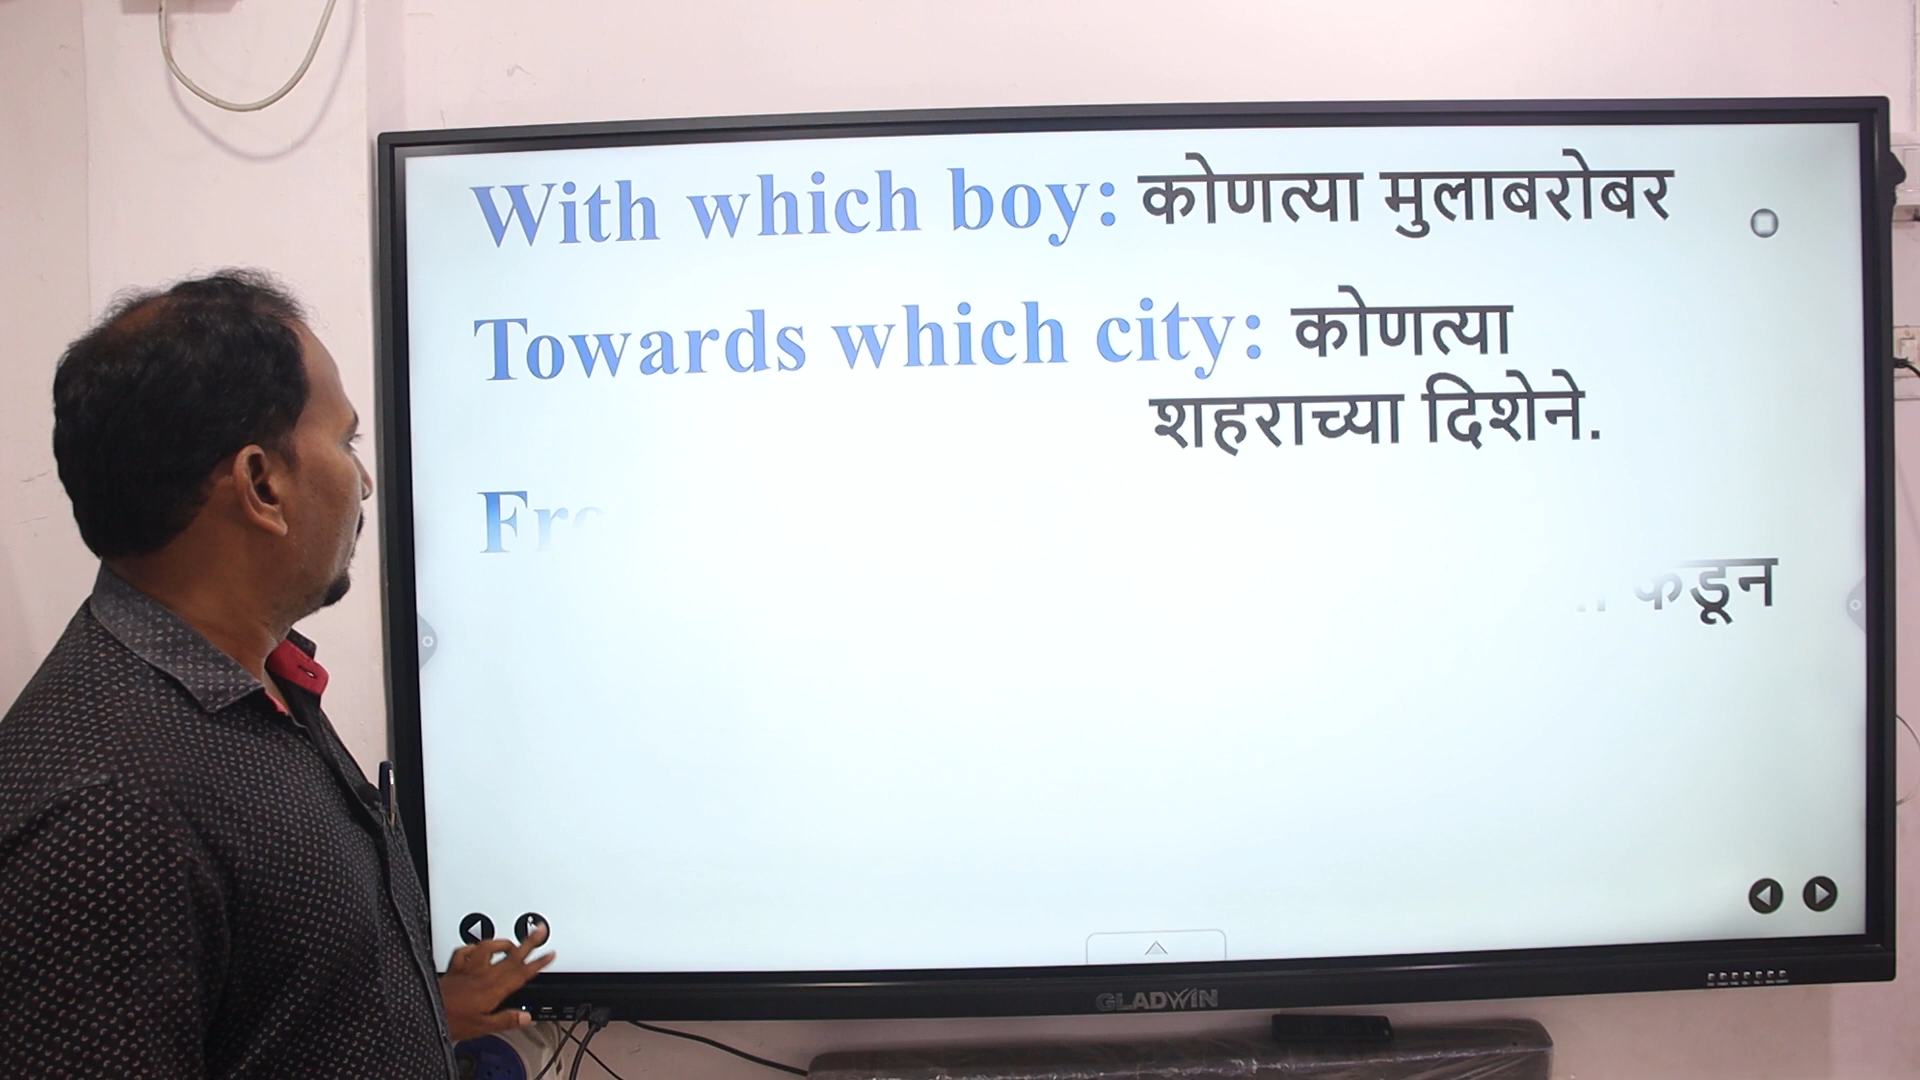 With which boy: कोणत्या मुलाबरोबर
Towards which city: कोणत्या
शहराच्या दिशेने.
कडून
GLADWIN